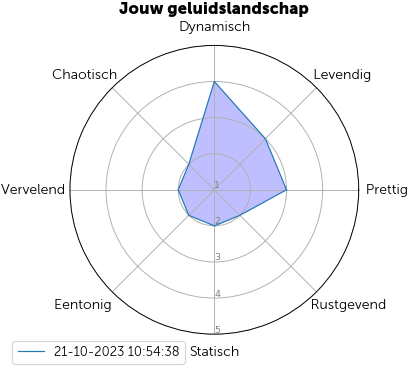 Jouw geluidslandschap
Dynamisch
Chaotisch
Levendig
Vervelend
1
Prettig
2
3
4
Eentonig
Rustgevend
5
21-10-2023 10:54:38
Statisch